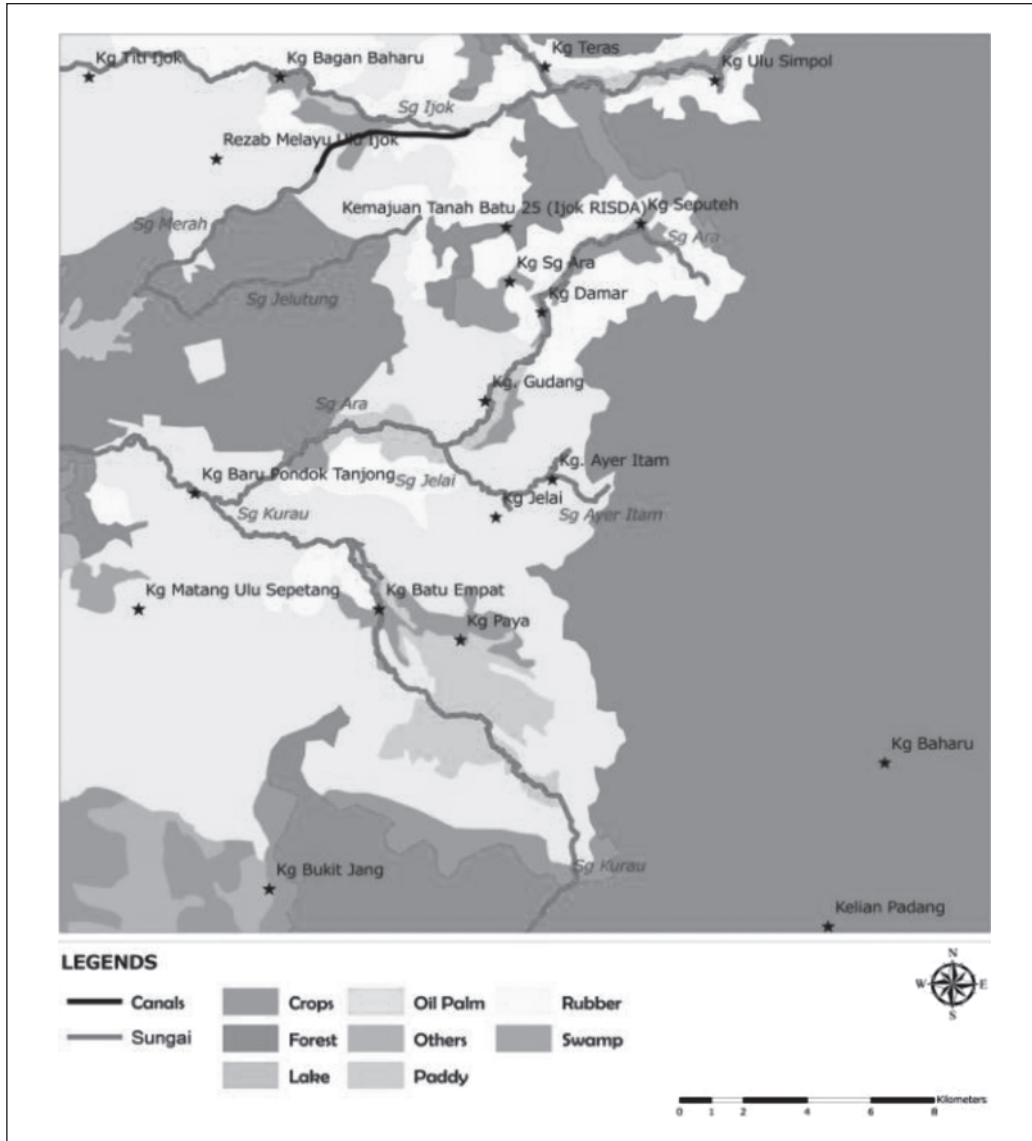 Kg Titi Ijok
Kg Bagan Baharu
Kg Teras
Kg Ulu Simpol
Sg Ijok
Rezab Melayu Ulu Ijok
Kemajuan Tanah Batu 25 (Ijok RISDA)
Kg Seputeh
Sg Merah
Sg Ara
Kg Sg Ara
Sg Jelutung
Kg Damar
Kg. Gudang
Sg Ara
Kg. Ayer Itam
Kg Baru Pondok Tanjong
Sg Jelai
Kg Jelai
Sg Kurau
Sg Ayer Itam
Kg Matang Ulu Sepetang
Kg Batu Empat
Kg Paya
Kg Baharu
Kg Bukit Jang
Sg Kurau
Kelian Padang
LEGENDS
Canals
Crops
Oil Palm
Rubber
Sungai
Forest
Others
Swamp
Lake
Paddy
N
W E
S
Kilometers
0 1 2 4 6 8